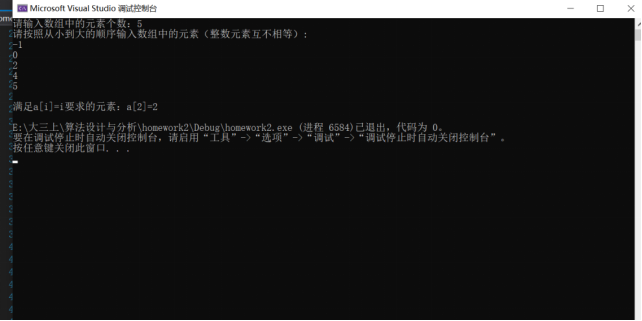 Microsoft Visual Studio 调试控制台
请输入数组中的元素个数：5
请按照从小到大的顺序输入数组中的元素（整数元素互不相等）：
-1
0
2
4
5
满足a[i]=i要求的元素：a[2]=2
E:\大三上\算法设计与分析\homework2\Debug\homework2.exe (进程 6584)已退出，代码为 0。
要在调试停止时自动关闭控制台，请启用“工具”->“选项”->“调试”->“调试停止时自动关闭控制台”。
按任意键关闭此窗口. . .